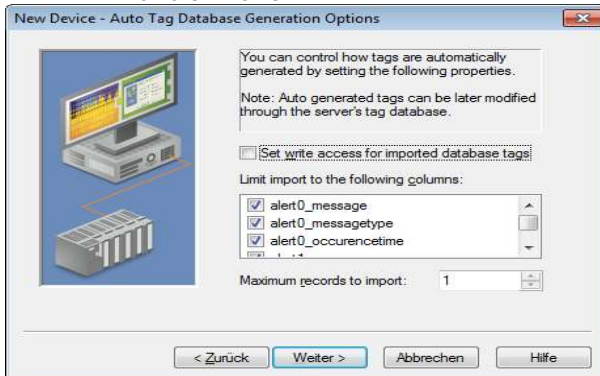 New Device - Auto Tag Database Generation Options
You can control how tags are automatically
generated by setting the following properties.
Note: Auto generated tags can be later modified
through the server's tag database.
Set write access for imported database tags
Limit import to the following columns:
alert0_message
alert0_messagetype
alert0_occurencetime
Maximum records to import: 1
< Zurück Weiter > Abbrechen Hilfe